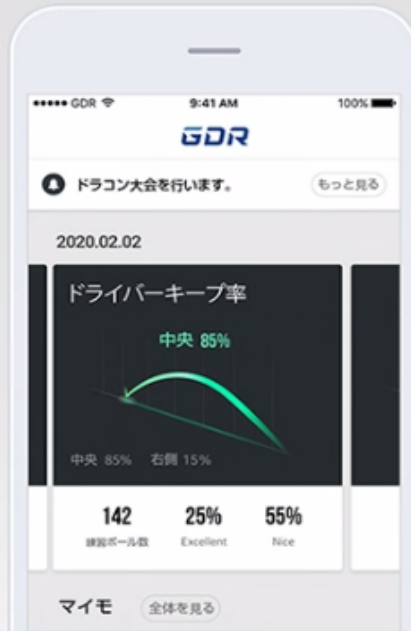 GDR 9:41 AM 100%
GDR
ドラコン大会を行います。 もっと見る
2020.02.02
ドライバーキープ率
中央 85%
中央 85% 右側 15%
142 25% 55%
練習ボール数 Excellent Nice
マイモ 全体を見る